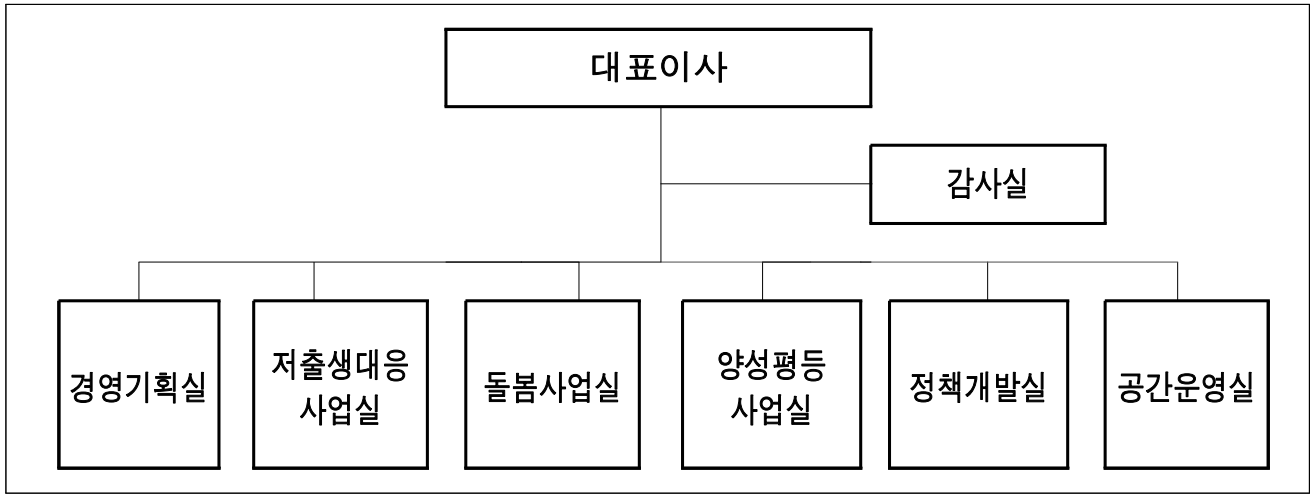 대표이사
감사실
경영기획실
저출생대응
사업실
돌봄사업실
양성평등
사업실
정책개발실
공간운영실